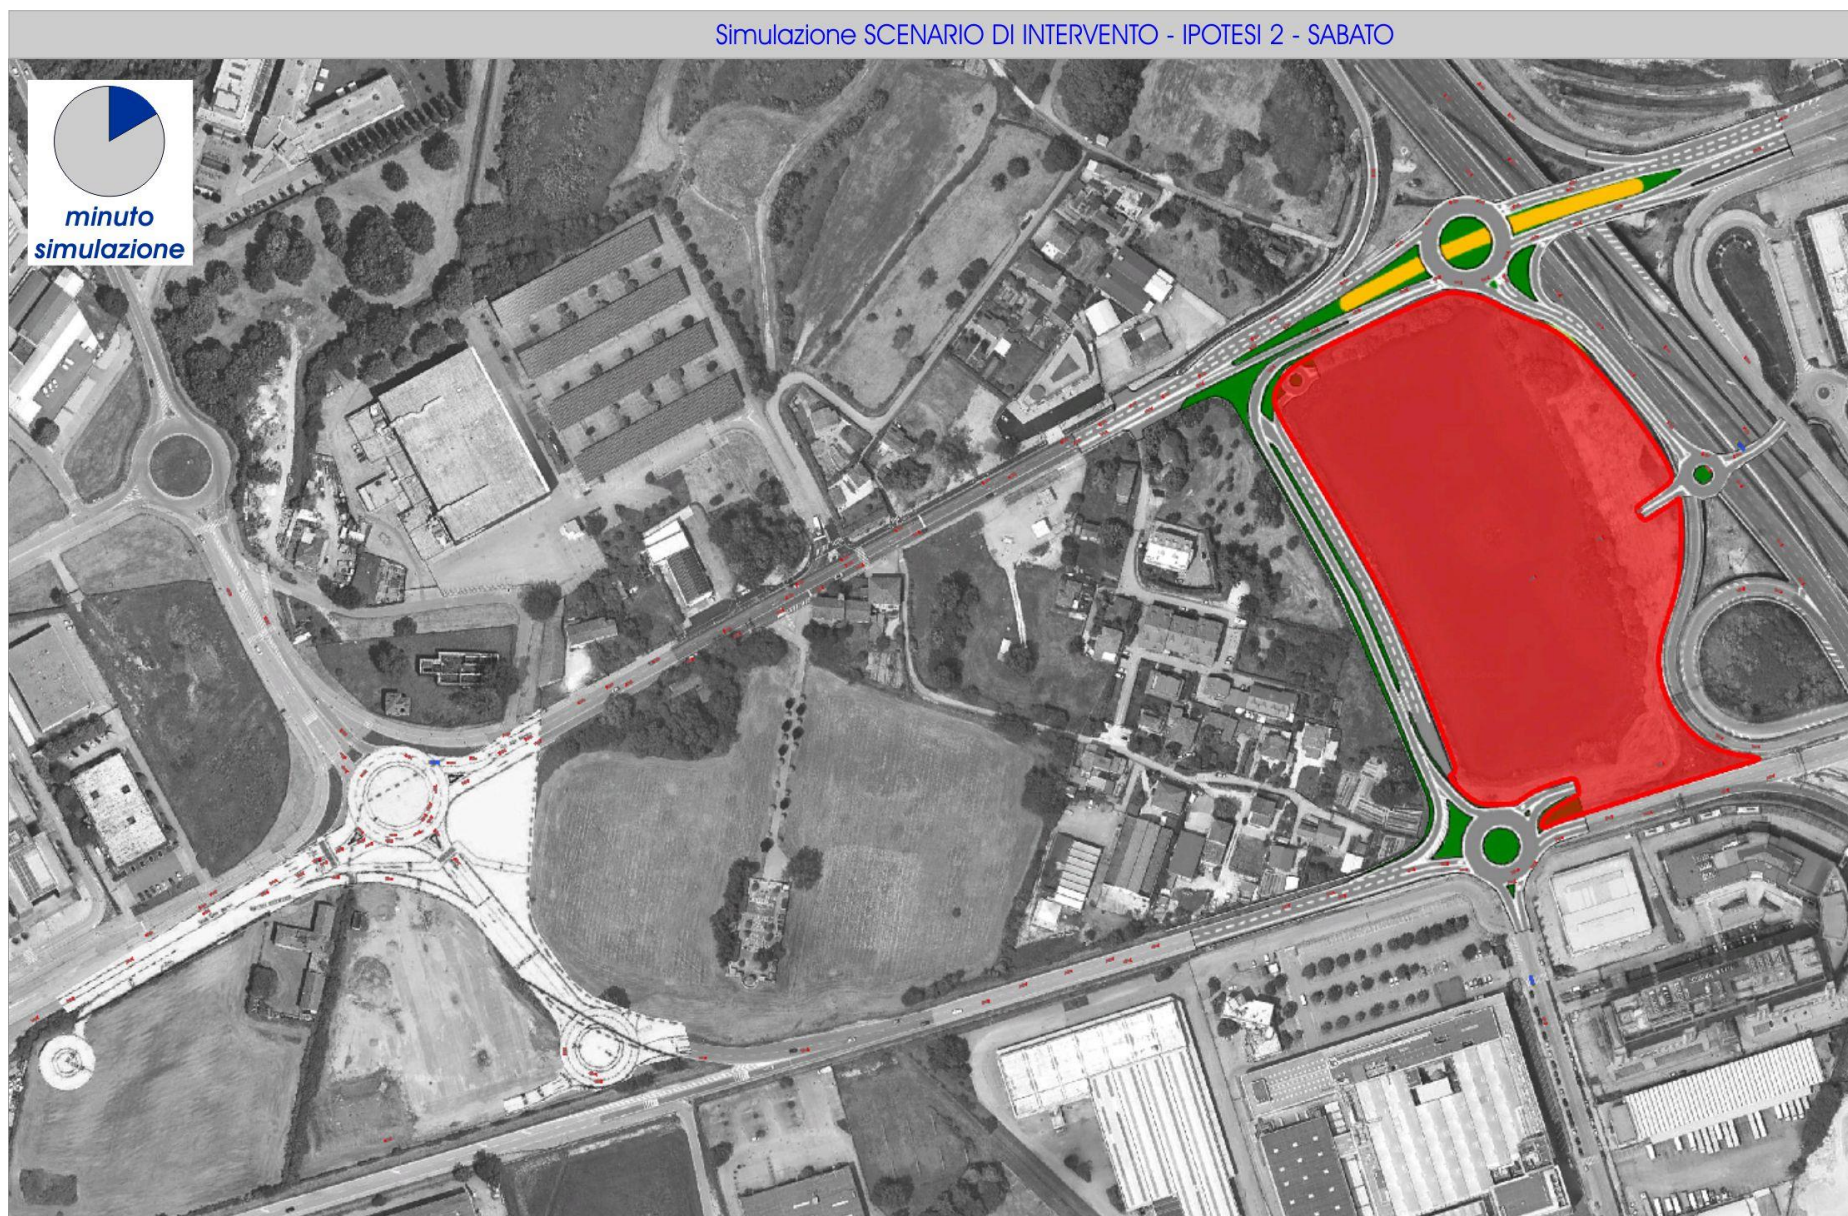 Simulazione SCENARIO DI INTERVENTO - IPOTESI 2 - SABATO
minuto
simulazione